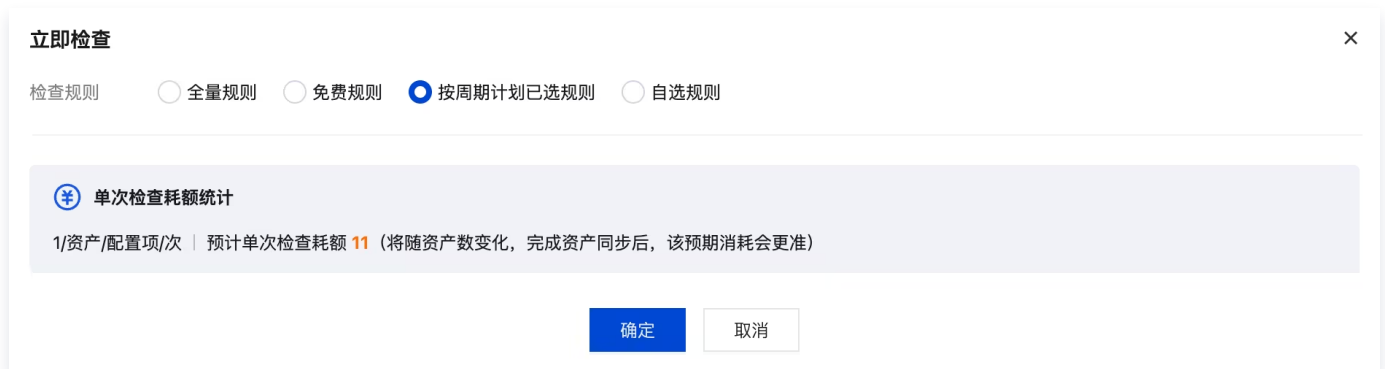 立即检查
检查规则 全量规则 免费规则 按周期计划已选规则 自选规则
单次检查耗额统计
1/资产/配置项/次 | 预计单次检查耗额 11（将随资产数变化，完成资产同步后，该预期消耗会更准）
确定 取消